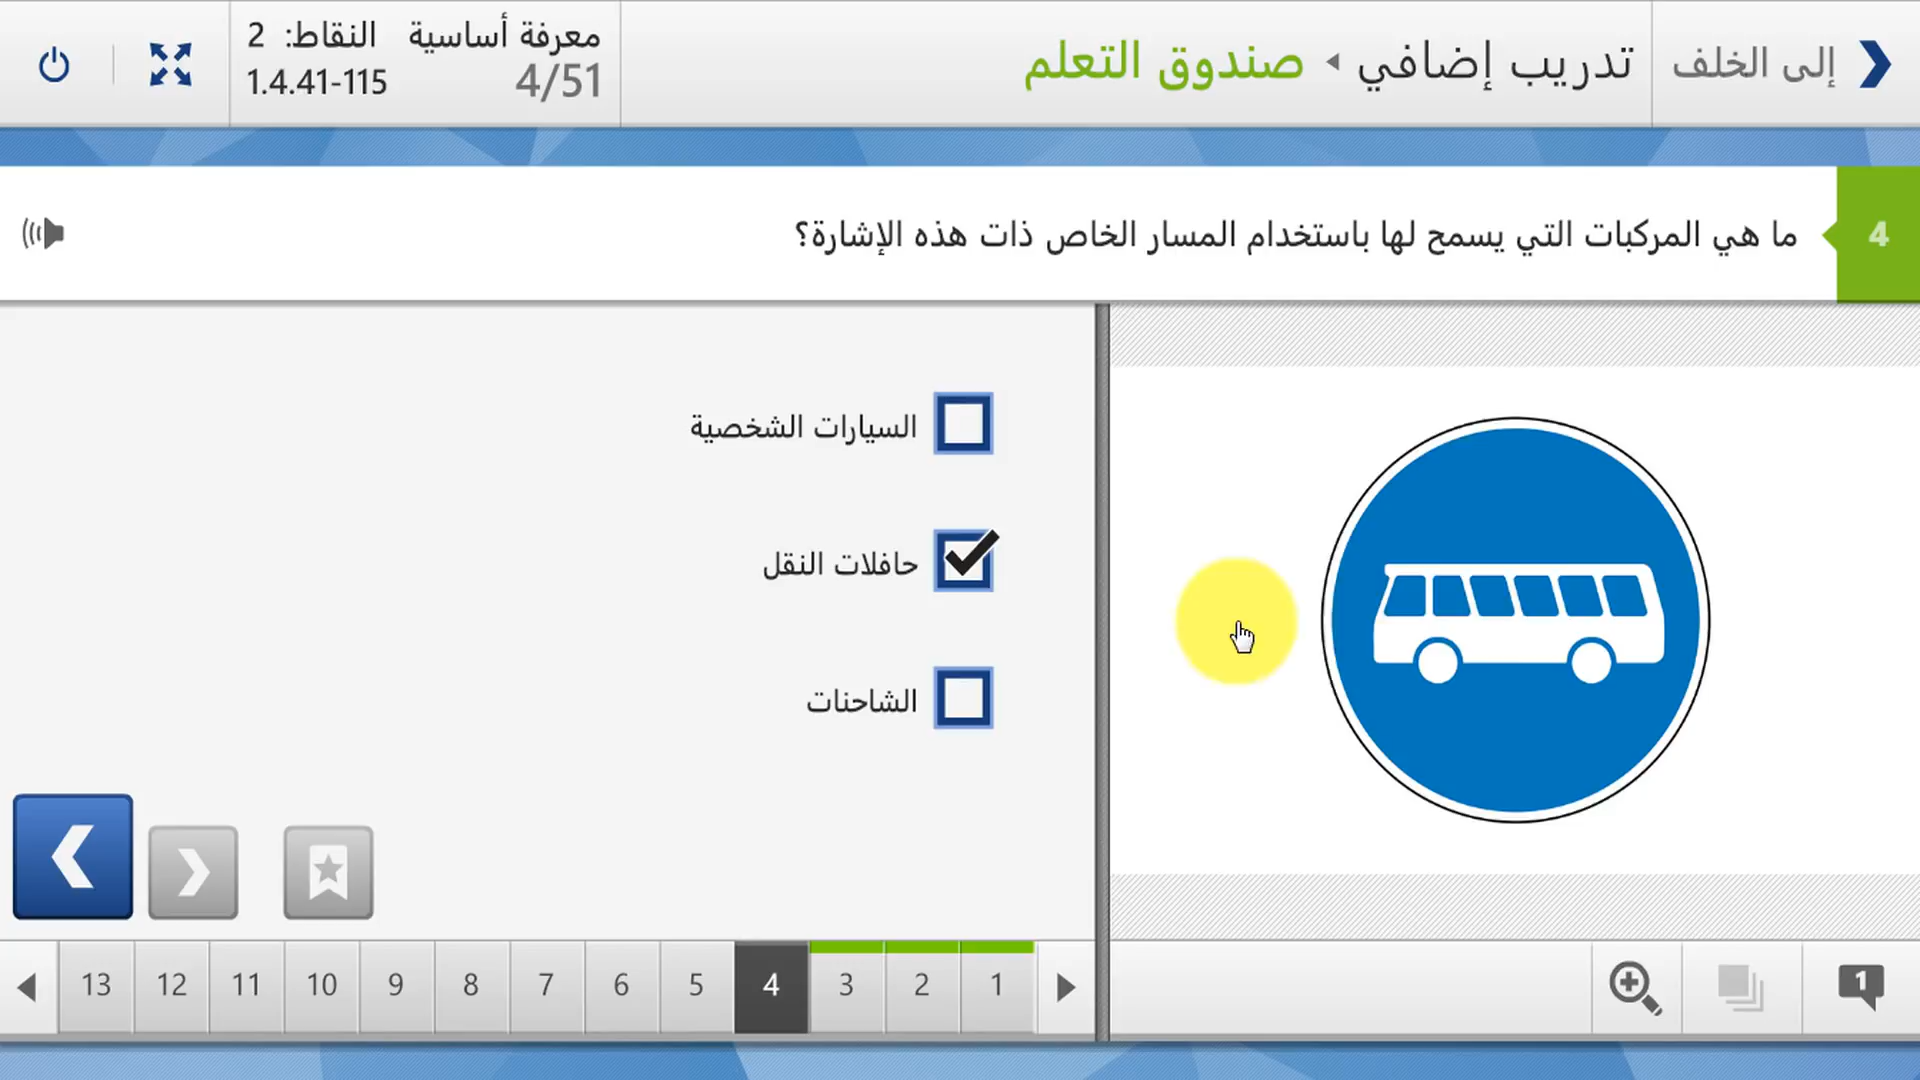 إلى الخلف
تدريب إضافي ◂ صندوق التعلم
معرفة أساسية
4/51
النقاط: 2
1.4.41-115
4
ما هي المركبات التي يسمح لها باستخدام المسار الخاص ذات هذه الإشارة؟
السيارات الشخصية
حافلات النقل
الشاحنات
1 2 3 4 5 6 7 8 9 10 11 12 13
1